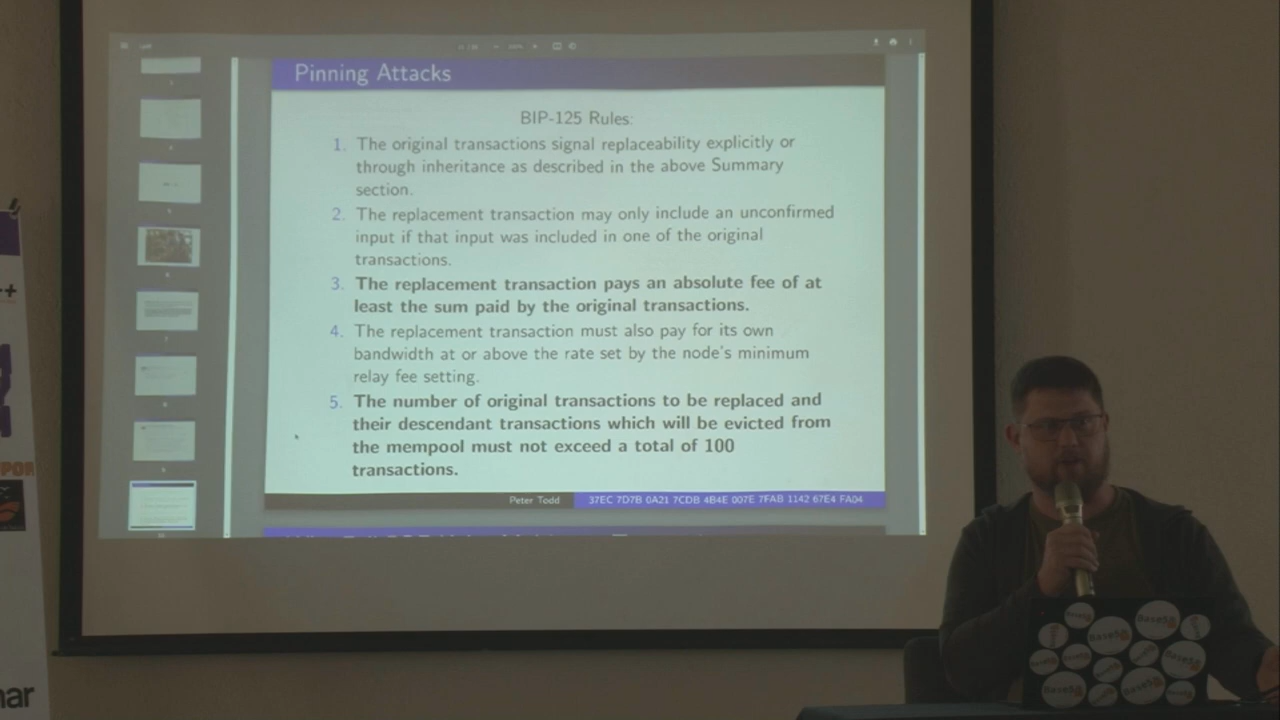 Pinning Attacks
BIP-125 Rules:
1. The original transactions signal replaceability explicitly or
through inheritance as described in the above Summary
section.
2. The replacement transaction may only include an unconfirmed
input if that input was included in one of the original
transactions.
3. The replacement transaction pays an absolute fee of at
least the sum paid by the original transactions.
4. The replacement transaction must also pay for its own
bandwidth at or above the rate set by the node's minimum
relay fee setting.
5. The number of original transactions to be replaced and
their descendant transactions which will be evicted from
the mempool must not exceed a total of 100
transactions.
Peter Todd 37EC 7D7B 0A21 7CDB 4B4E 007E 7FAB 1142 67E4 FA04
Base58
Base58
Base58
Base58
Base58
nar